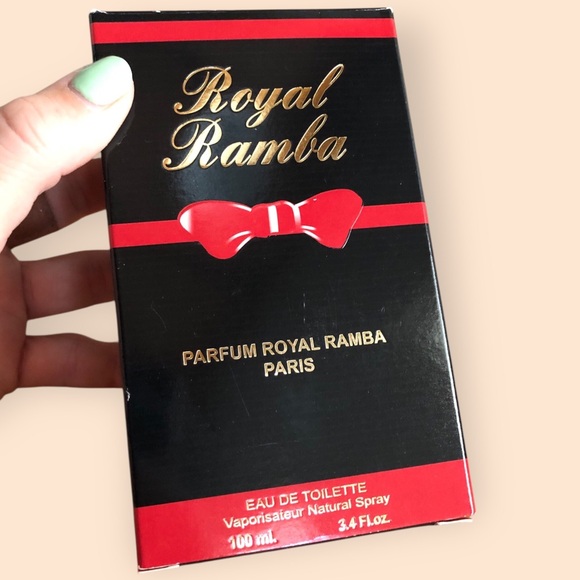 Royal
Ramba
PARFUM ROYAL RAMBA
PARIS
EAU DE TOILETTE
Vaporisateur Natural Spray
100 ml. 3.4 Fl.oz.